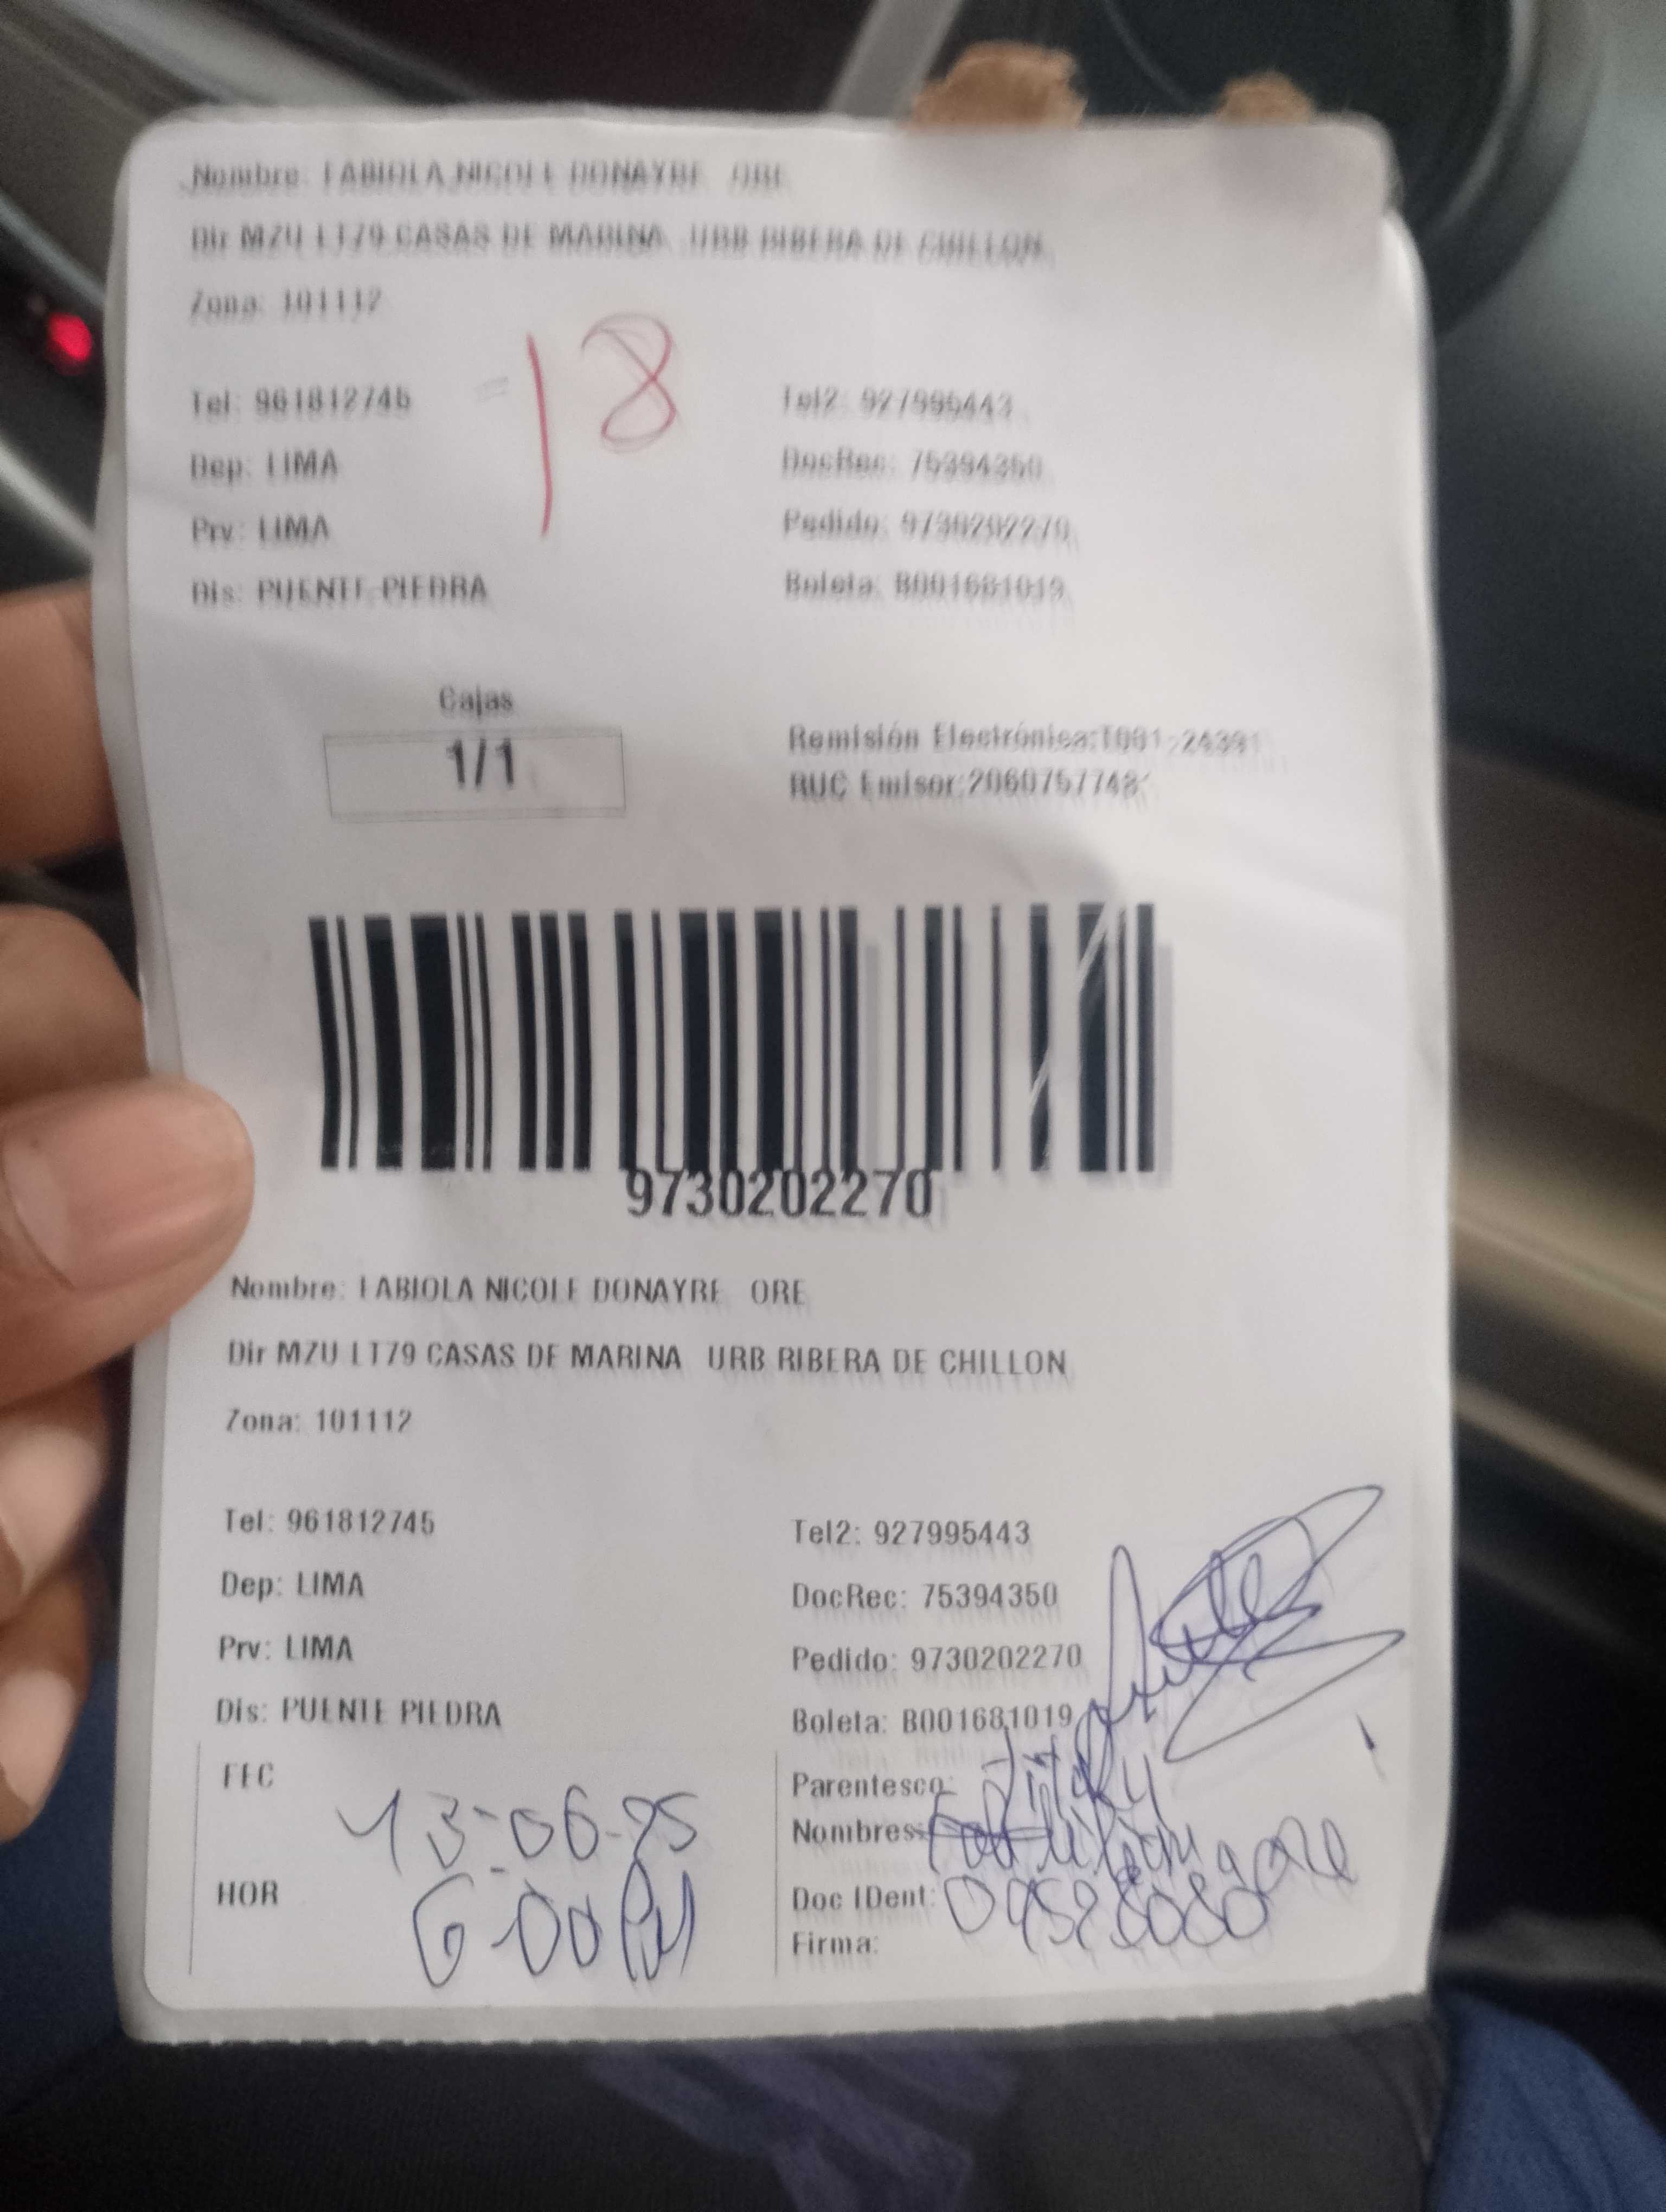 Nombre: FABIOLA NICOLE DONAYRE ORE
Dir MZU LT79 CASAS DE MARINA URB RIBERA DE CHILLON
Zona: 101112
18
Tel: 961812745 Tel2: 927995443
Dep: LIMA DocRec: 75394350
Prv: LIMA Pedido: 9730202270
Dis: PUENTE PIEDRA Boleta: B001681019
Cajas
1/1
Remisión Electrónica:T001-24391
RUC Emisor:
9730202270
Nombre: FABIOLA NICOLE DONAYRE ORE
Dir MZU LT79 CASAS DE MARINA URB RIBERA DE CHILLON
Zona: 101112
Tel: 961812745 Tel2: 927995443
Dep: LIMA DocRec: 75394350
Prv: LIMA Pedido: 9730202270
Dis: PUENTE PIEDRA Boleta: B001681019
FEC 13-06-25
Parentesco:
Nombres:
HOR 6-00 PM
Doc IDent:
Firma: